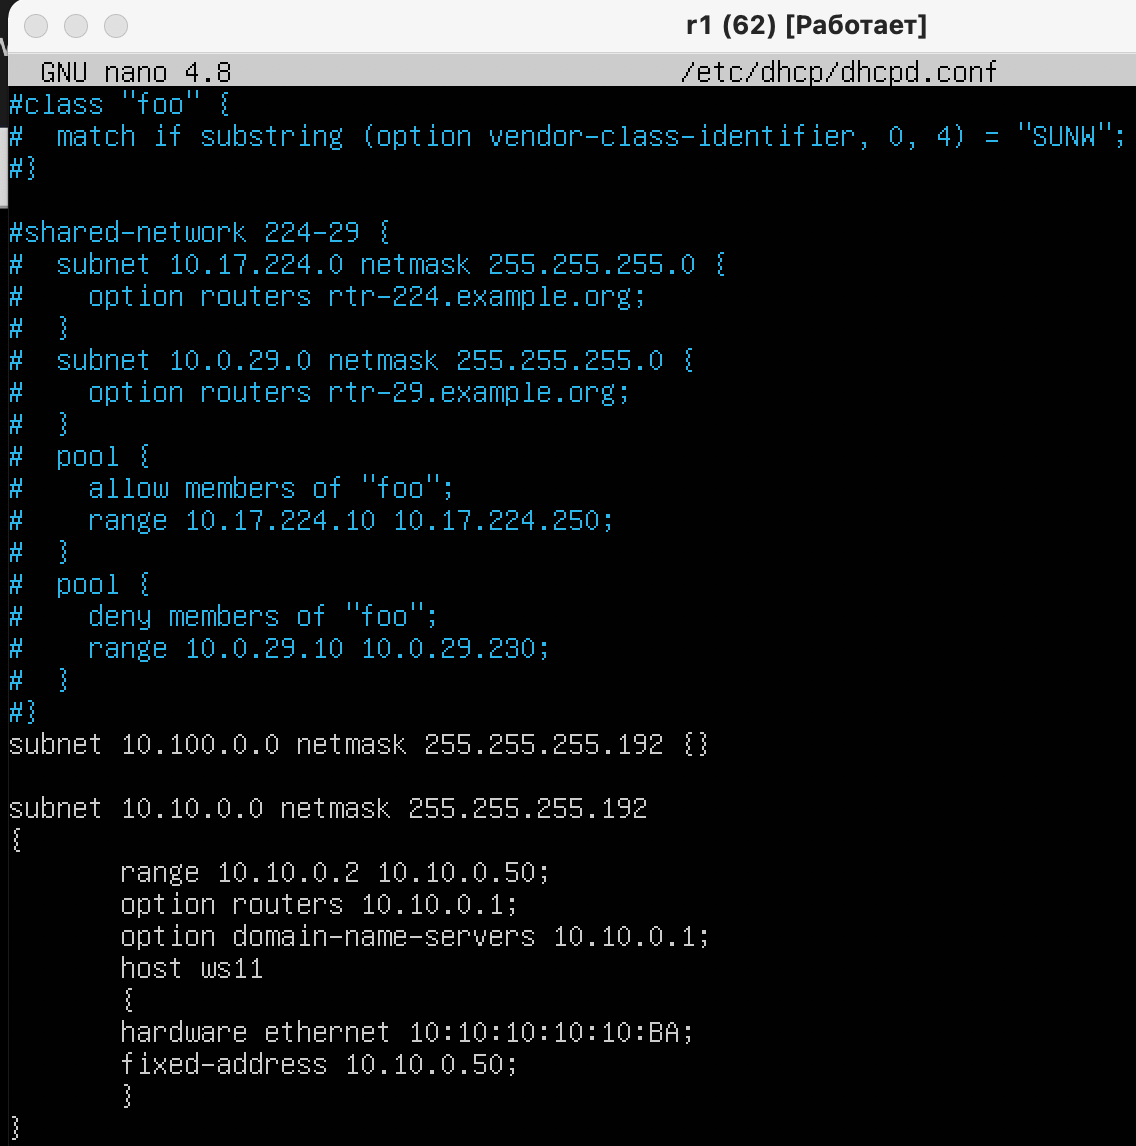 r1 (62) [Работает]
GNU nano 4.8 /etc/dhcp/dhcpd.conf
#class "foo" {
#  match if substring (option vendor-class-identifier, 0, 4) = "SUNW";
#}
#shared-network 224-29 {
#  subnet 10.17.224.0 netmask 255.255.255.0 {
#    option routers rtr-224.example.org;
#  }
#  subnet 10.0.29.0 netmask 255.255.255.0 {
#    option routers rtr-29.example.org;
#  }
#  pool {
#    allow members of "foo";
#    range 10.17.224.10 10.17.224.250;
#  }
#  pool {
#    deny members of "foo";
#    range 10.0.29.10 10.0.29.230;
#  }
#}
subnet 10.100.0.0 netmask 255.255.255.192 {}
subnet 10.10.0.0 netmask 255.255.255.192
{
range 10.10.0.2 10.10.0.50;
option routers 10.10.0.1;
option domain-name-servers 10.10.0.1;
host ws11
{
hardware ethernet 10:10:10:10:10:BA;
fixed-address 10.10.0.50;
}
}